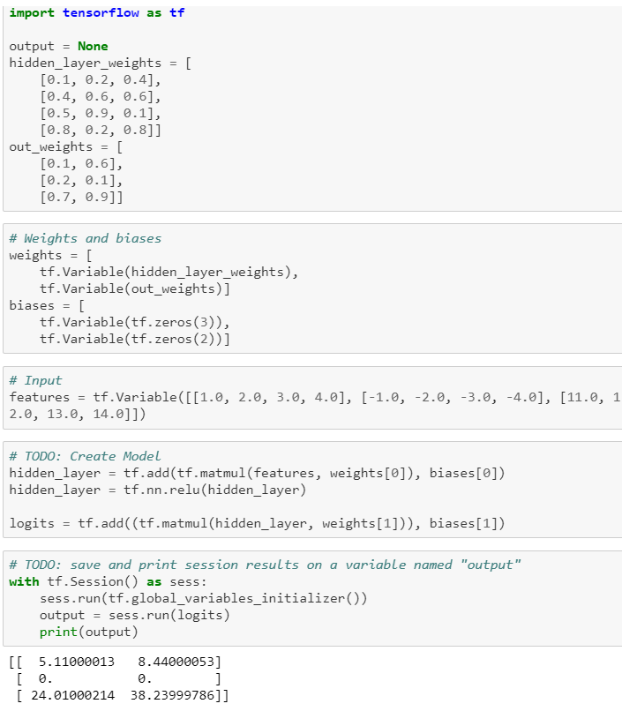 import tensorflow as tf
output = None
hidden_layer_weights = [
    [0.1, 0.2, 0.4],
    [0.4, 0.6, 0.6],
    [0.5, 0.9, 0.1],
    [0.8, 0.2, 0.8]]
out_weights = [
    [0.1, 0.6],
    [0.2, 0.1],
    [0.7, 0.9]]
# Weights and biases
weights = [
    tf.Variable(hidden_layer_weights),
    tf.Variable(out_weights)]
biases = [
    tf.Variable(tf.zeros(3)),
    tf.Variable(tf.zeros(2))]
# Input
features = tf.Variable([[1.0, 2.0, 3.0, 4.0], [-1.0, -2.0, -3.0, -4.0], [11.0, 1
2.0, 13.0, 14.0]])
# TODO: Create Model
hidden_layer = tf.add(tf.matmul(features, weights[0]), biases[0])
hidden_layer = tf.nn.relu(hidden_layer)
logits = tf.add((tf.matmul(hidden_layer, weights[1])), biases[1])
# TODO: save and print session results on a variable named "output"
with tf.Session() as sess:
    sess.run(tf.global_variables_initializer())
    output = sess.run(logits)
    print(output)
[[  5.11000013   8.44000053]
 [  0.           0.        ]
 [ 24.01000214  38.23999786]]